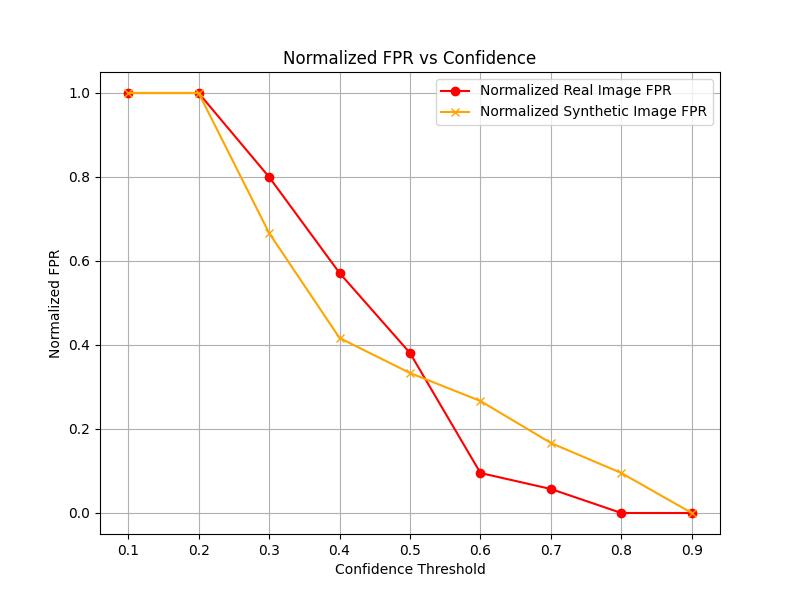 Normalized FPR vs Confidence
Normalized Real Image FPR
Normalized Synthetic Image FPR
Normalized FPR
1.0
0.8
0.6
0.4
0.2
0.0
0.1 0.2 0.3 0.4 0.5 0.6 0.7 0.8 0.9
Confidence Threshold